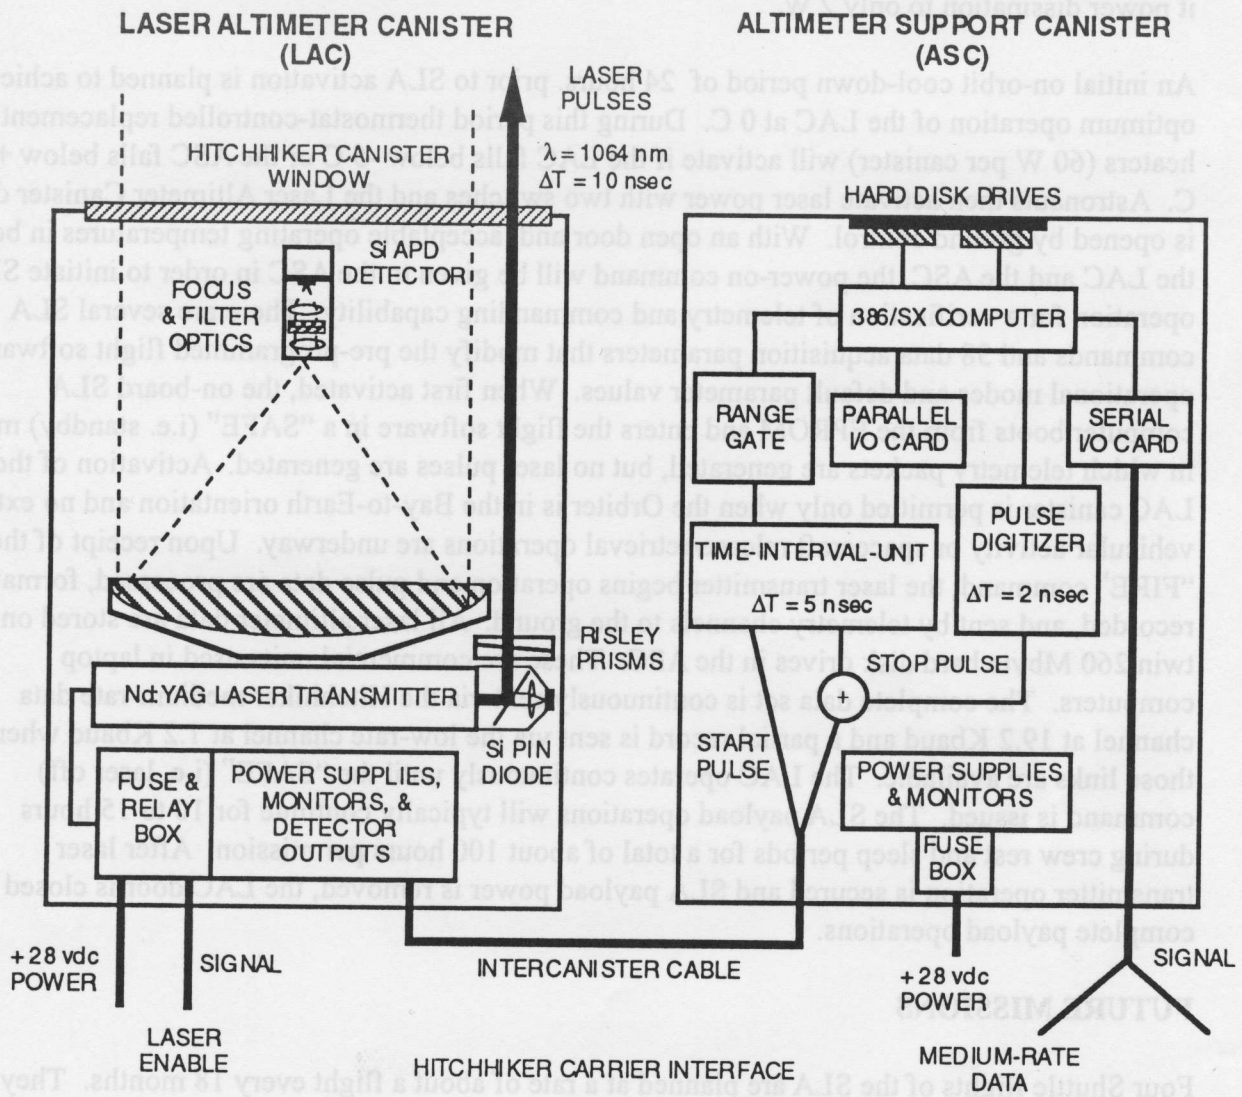 LASER ALTIMETER CANISTER
(LAC)
ALTIMETER SUPPORT CANISTER
(ASC)
LASER
PULSES
λ = 1064 nm
ΔT = 10 nsec
HITCHHIKER CANISTER
WINDOW
HARD DISK DRIVES
Si APD
DETECTOR
FOCUS
& FILTER
OPTICS
386/SX COMPUTER
RANGE
GATE
PARALLEL
I/O CARD
SERIAL
I/O CARD
PULSE
DIGITIZER
ΔT = 2 nsec
TIME-INTERVAL-UNIT
ΔT = 5 nsec
RISLEY
PRISMS
STOP PULSE
+
Nd:YAG LASER TRANSMITTER
Si PIN
DIODE
START
PULSE
FUSE &
RELAY
BOX
POWER SUPPLIES,
MONITORS, &
DETECTOR
OUTPUTS
POWER SUPPLIES
& MONITORS
FUSE
BOX
+28 vdc
POWER
SIGNAL
INTERCANISTER CABLE
+28 vdc
POWER
SIGNAL
LASER
ENABLE
HITCHHIKER CARRIER INTERFACE
MEDIUM-RATE
DATA